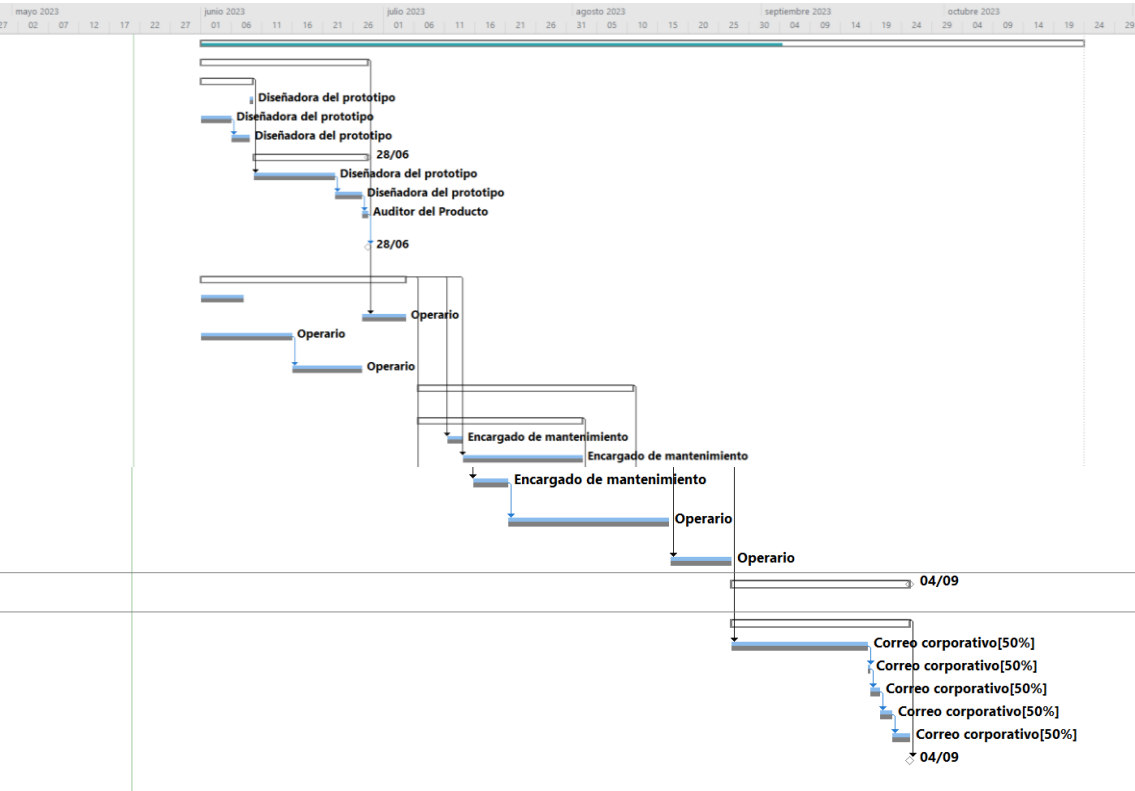 mayo 2023 junio 2023 julio 2023 agosto 2023 septiembre 2023 octubre 2023
27 02 07 12 17 22 27 01 06 11 16 21 26 01 06 11 16 21 26 31 05 10 15 20 25 30 04 09 14 19 24 29 04 09 14 19 24 29
Diseñadora del prototipo
Diseñadora del prototipo
Diseñadora del prototipo
28/06
Diseñadora del prototipo
Diseñadora del prototipo
Auditor del Producto
28/06
Operario
Operario
Operario
Encargado de mantenimiento
Encargado de mantenimiento
Encargado de mantenimiento
Operario
Operario
04/09
Correo corporativo[50%]
Correo corporativo[50%]
Correo corporativo[50%]
Correo corporativo[50%]
Correo corporativo[50%]
04/09